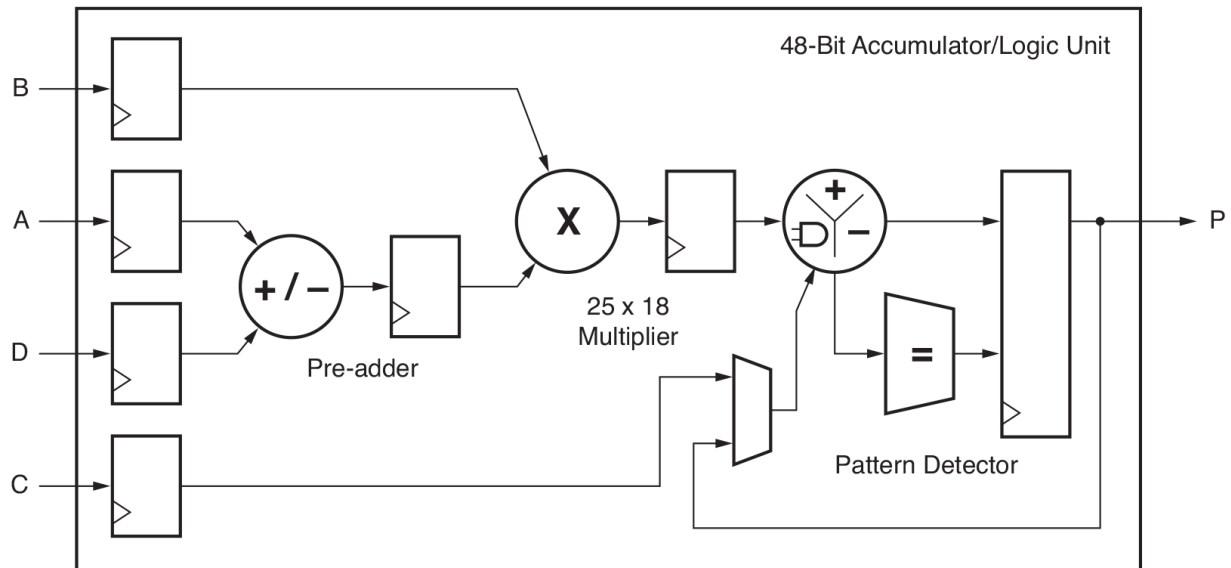 48-Bit Accumulator/Logic Unit
B
A
X
+
–
P
+ / –
25 x 18
Multiplier
D
Pre-adder
=
C
Pattern Detector